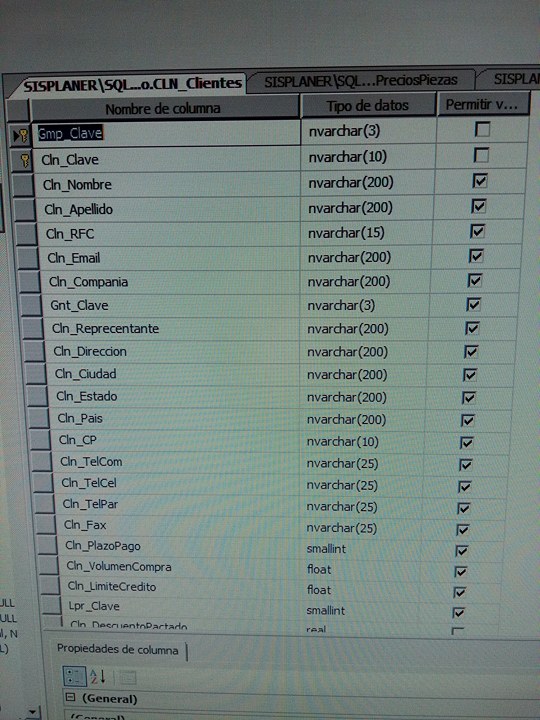 SISPLANER\SQL...o.CLN_Clientes SISPLANER\SQL...PreciosPiezas SISPLAN
Nombre de columna Tipo de datos Permitir v...
Gmp_Clave nvarchar(3)
Cln_Clave nvarchar(10)
Cln_Nombre nvarchar(200)
Cln_Apellido nvarchar(200)
Cln_RFC nvarchar(15)
Cln_Email nvarchar(200)
Cln_Compania nvarchar(200)
Gnt_Clave nvarchar(3)
Cln_Reprecentante nvarchar(200)
Cln_Direccion nvarchar(200)
Cln_Ciudad nvarchar(200)
Cln_Estado nvarchar(200)
Cln_Pais nvarchar(200)
Cln_CP nvarchar(10)
Cln_TelCom nvarchar(25)
Cln_TelCel nvarchar(25)
Cln_TelPar nvarchar(25)
Cln_Fax nvarchar(25)
Cln_PlazoPago smallint
Cln_VolumenCompra float
Cln_LimiteCredito float
Lpr_Clave smallint
Cln_DescuentoPactado real
ULL
ULL
l, N
L)
Propiedades de columna
(General)
(General)